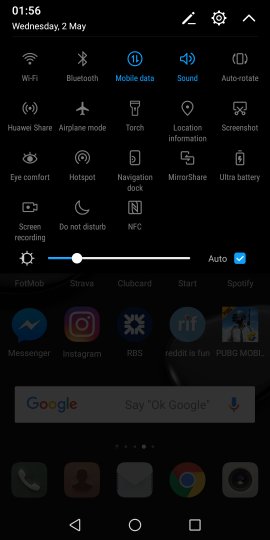 01:56
Wednesday, 2 May
Wi-Fi Bluetooth Mobile data Sound Auto-rotate
Huawei Share Airplane mode Torch Location information Screenshot
Eye comfort Hotspot Navigation dock MirrorShare Ultra battery
Screen recording Do not disturb NFC
Auto
FotMob Strava Clubcard Start Spotify
rif
Messenger Instagram RBS reddit is fun PUBG MOBI..
Google Say "Ok Google"